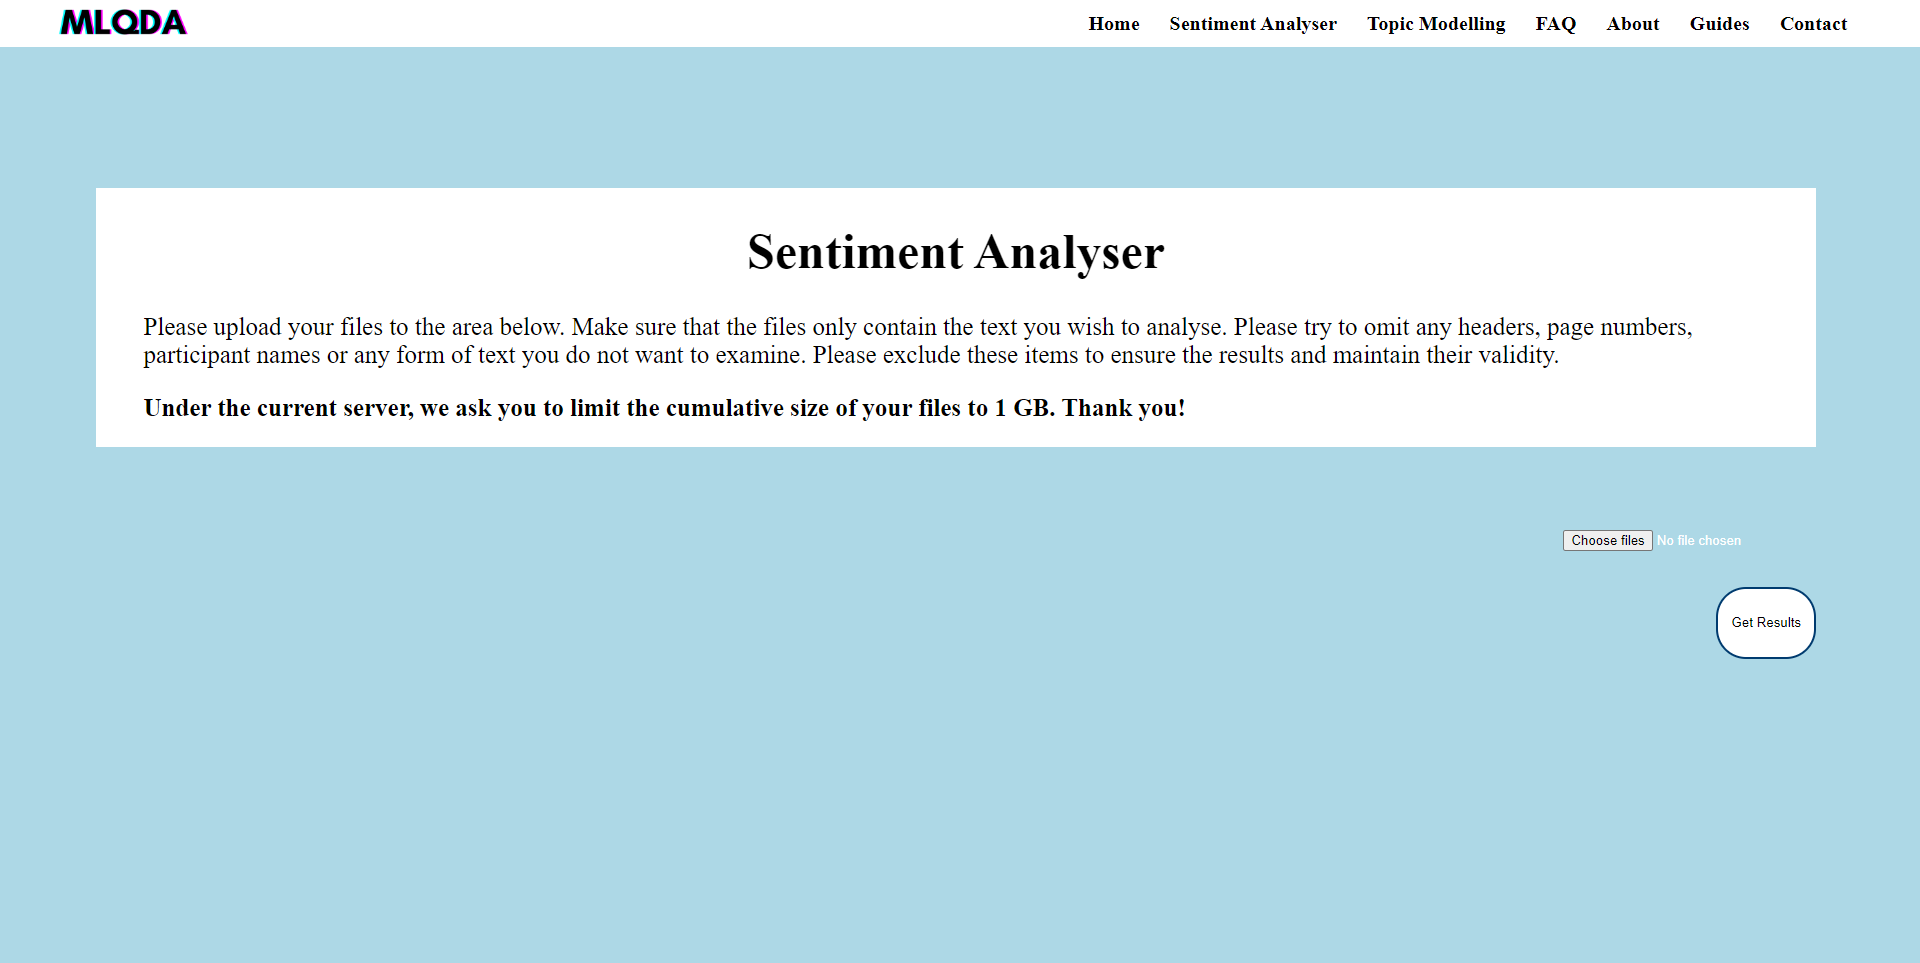 MLQDA
Home Sentiment Analyser Topic Modelling FAQ About Guides Contact
Sentiment Analyser
Please upload your files to the area below. Make sure that the files only contain the text you wish to analyse. Please try to omit any headers, page numbers,
participant names or any form of text you do not want to examine. Please exclude these items to ensure the results and maintain their validity.
Under the current server, we ask you to limit the cumulative size of your files to 1 GB. Thank you!
Choose files No file chosen
Get Results